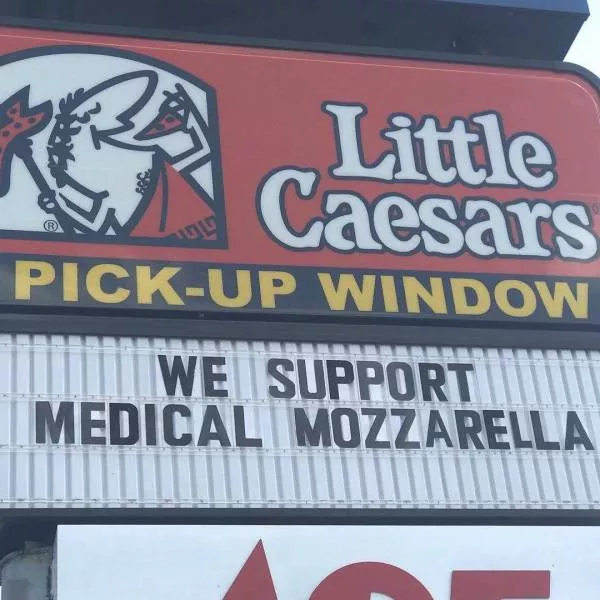 Little
Caesars
PICK-UP WINDOW
WE SUPPORT
MEDICAL MOZZARELLA